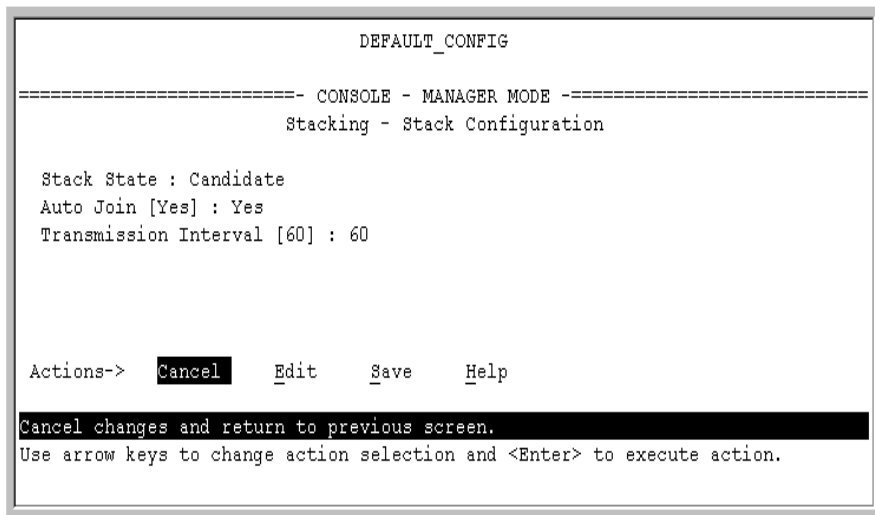 DEFAULT_CONFIG
==========================- CONSOLE - MANAGER MODE -============================
Stacking - Stack Configuration
Stack State : Candidate
Auto Join [Yes] : Yes
Transmission Interval [60] : 60
Actions-> Cancel Edit Save Help
Cancel changes and return to previous screen.
Use arrow keys to change action selection and <Enter> to execute action.